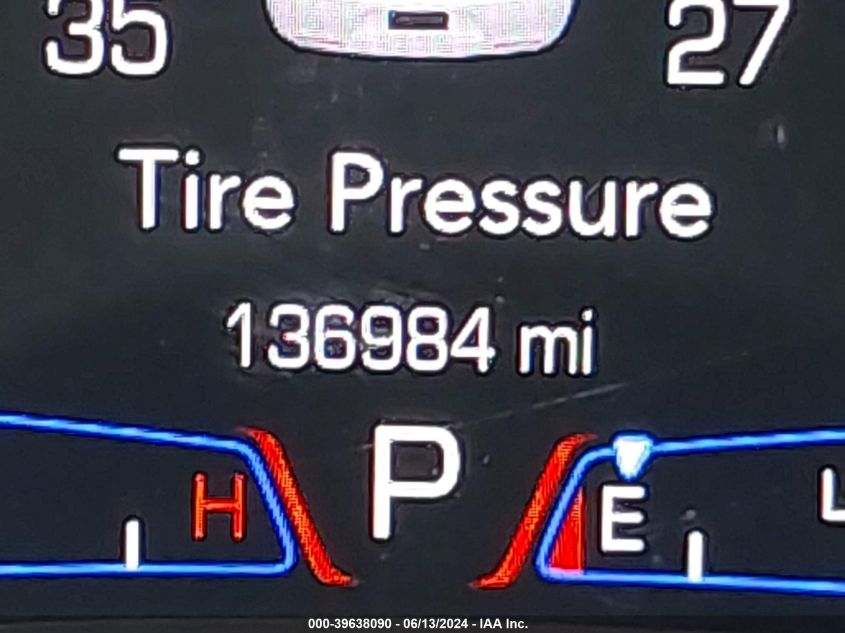 35 27
Tire Pressure
136984 mi
P
H E
000-39638090 - 06/13/2024 - IAA Inc.